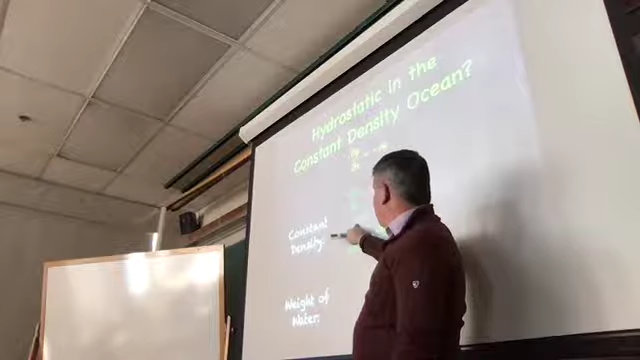 Hydrostatic in the
Constant Density Ocean?
Constant
Density:
Weight of
Water: